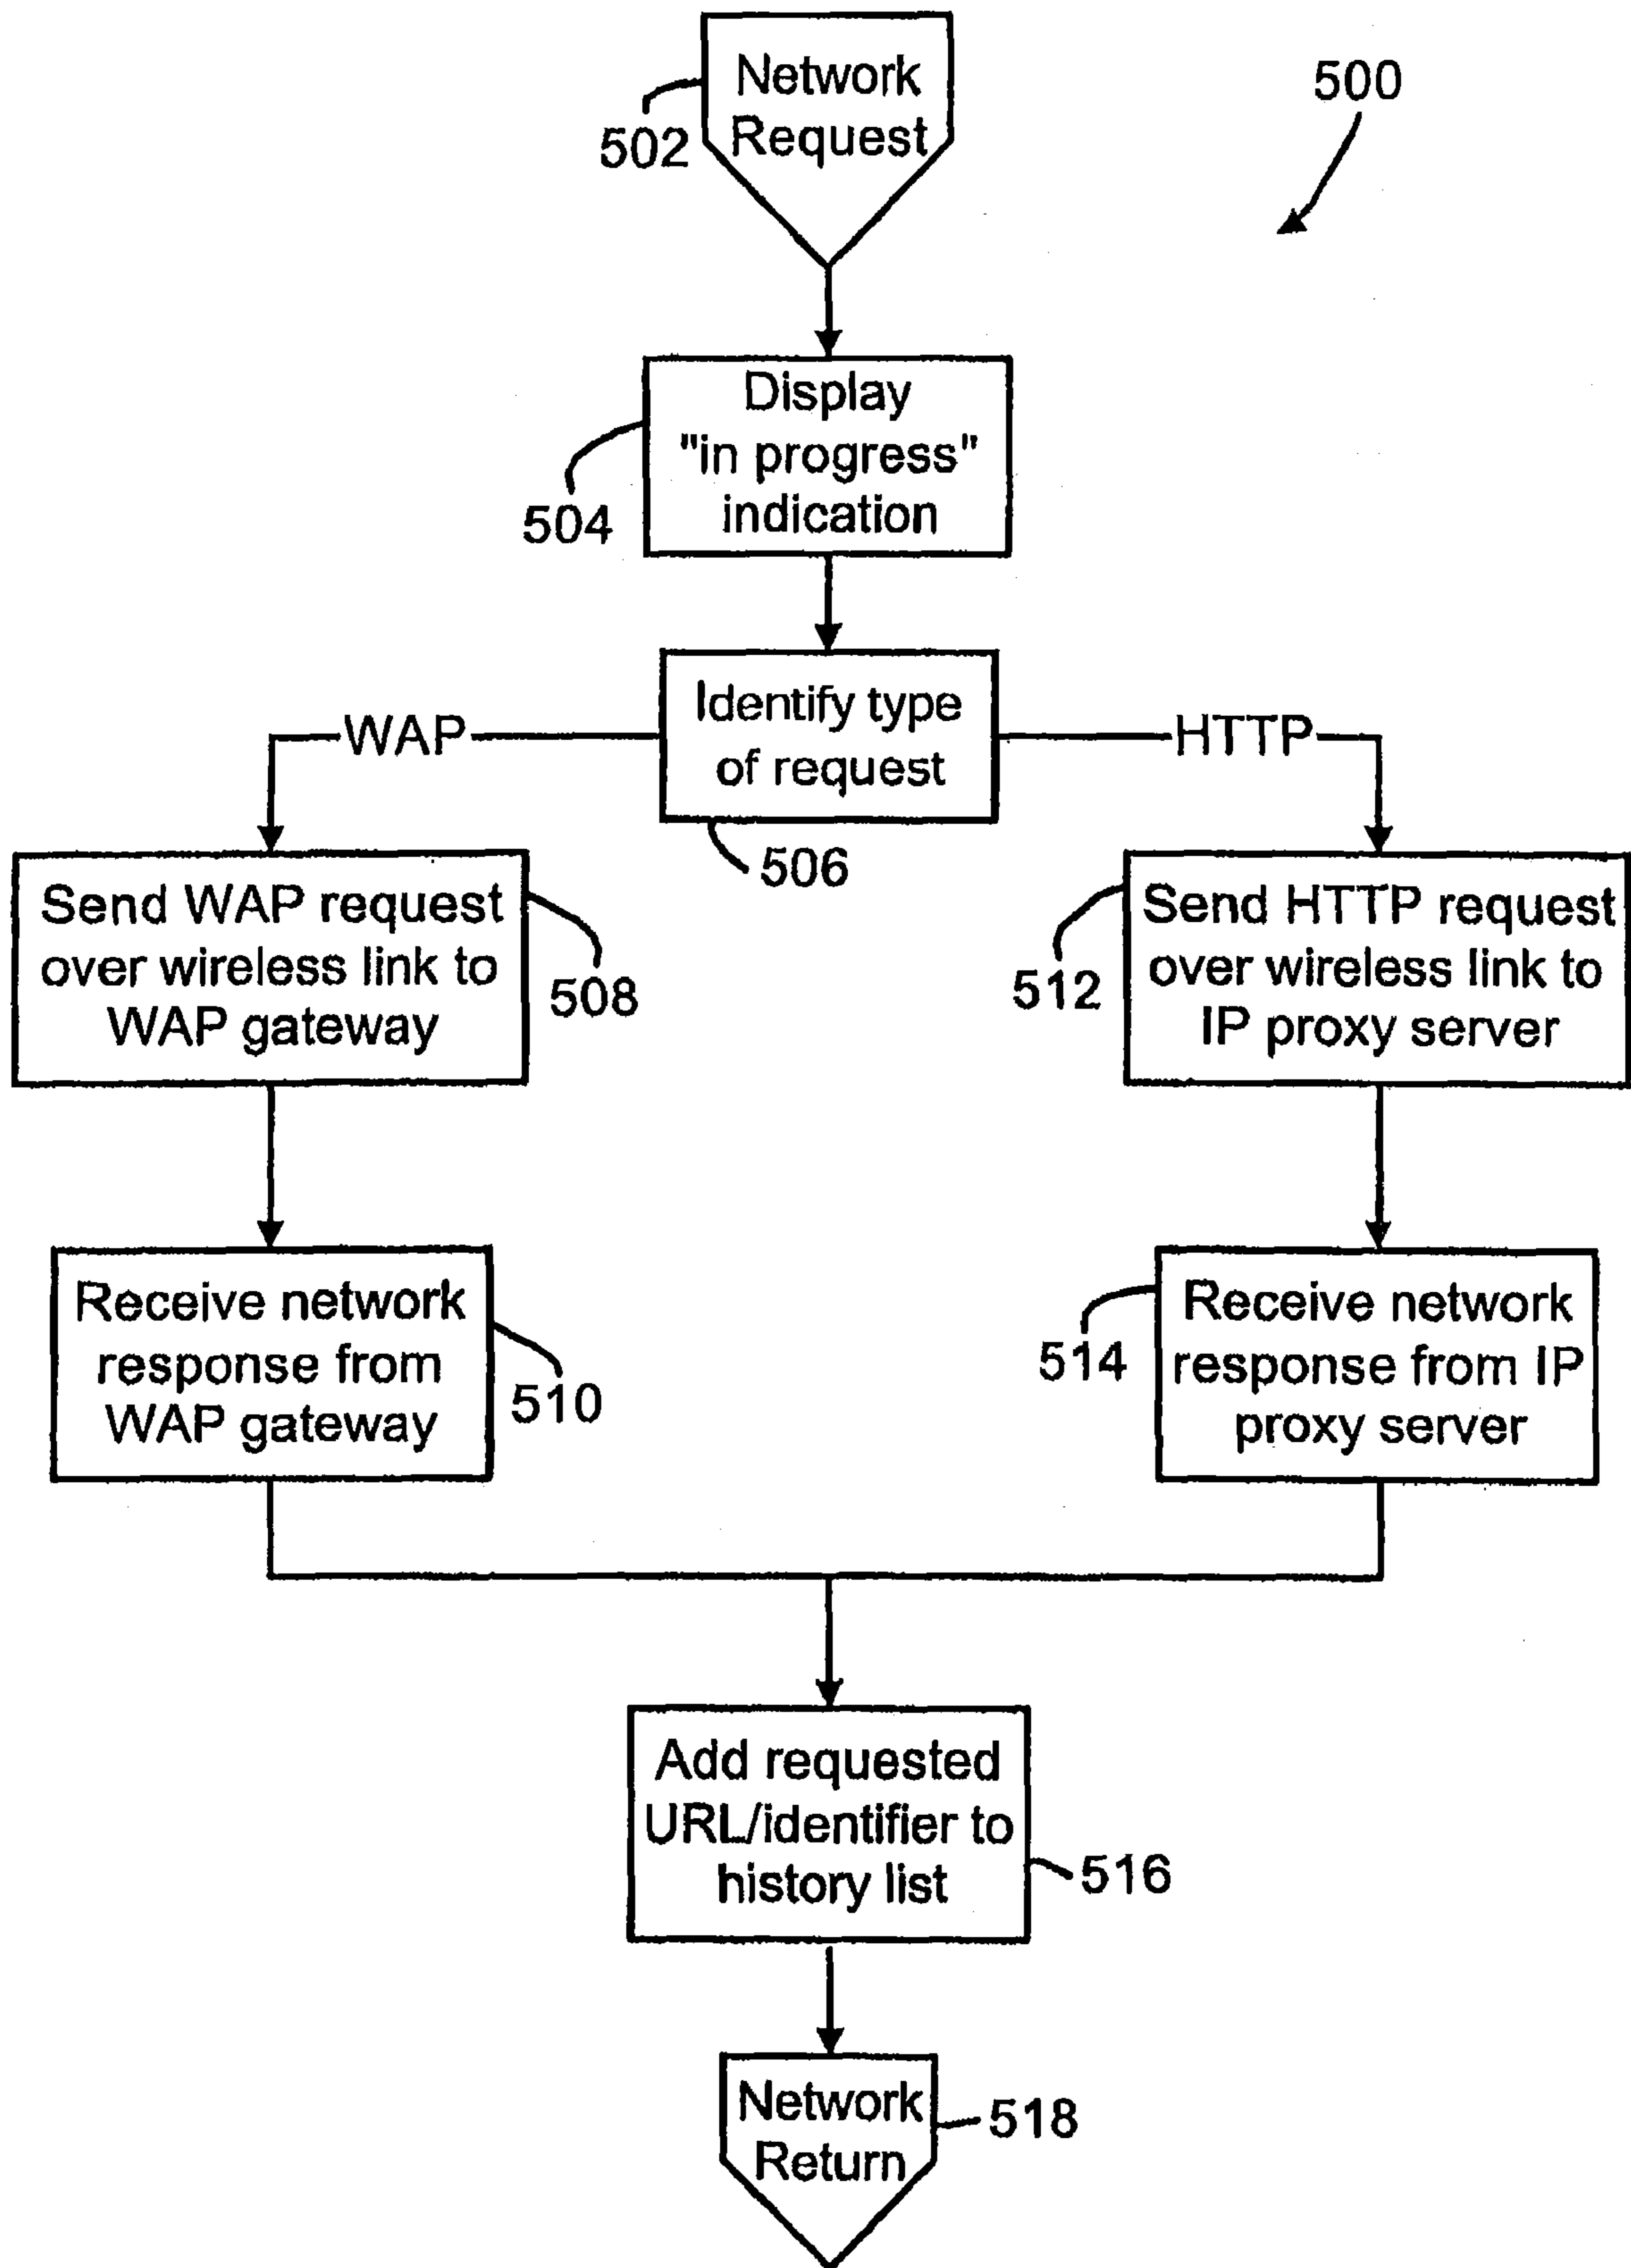 Network
Request
502
500
Display
"in progress"
indication
504
Identify type
of request
506
WAP
HTTP
Send WAP request
over wireless link to
WAP gateway
508
Send HTTP request
over wireless link to
IP proxy server
512
Receive network
response from
WAP gateway
510
Receive network
response from IP
proxy server
514
Add requested
URL/identifier to
history list
516
Network
Return
518